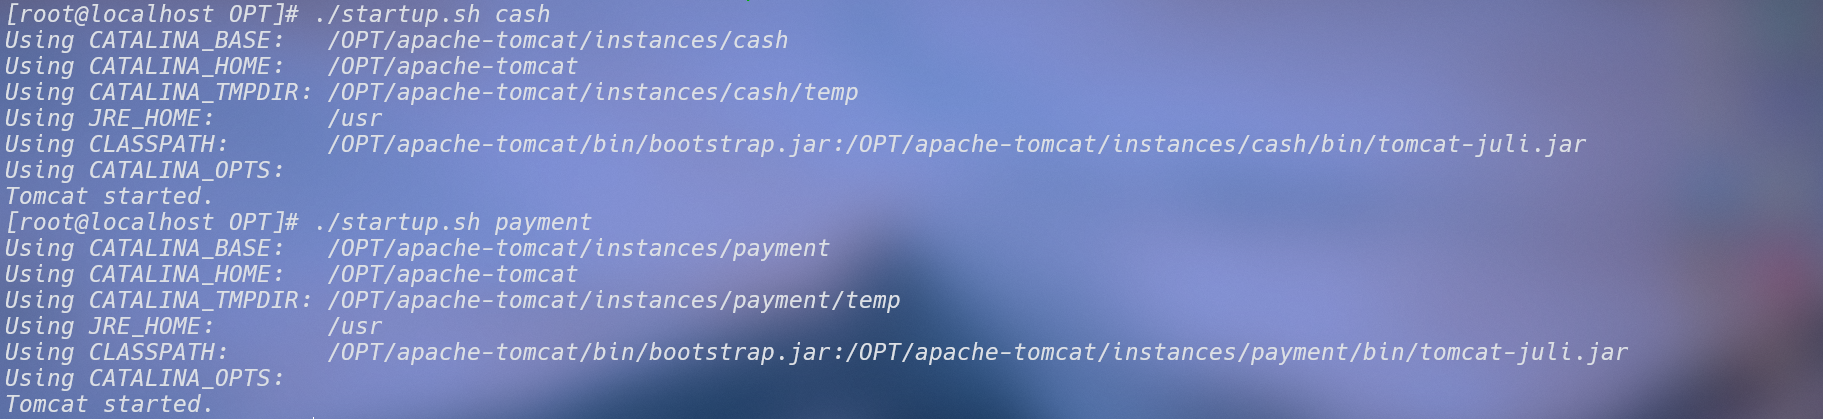 [root@localhost OPT]# ./startup.sh cash
Using CATALINA_BASE:   /OPT/apache-tomcat/instances/cash
Using CATALINA_HOME:   /OPT/apache-tomcat
Using CATALINA_TMPDIR: /OPT/apache-tomcat/instances/cash/temp
Using JRE_HOME:        /usr
Using CLASSPATH:       /OPT/apache-tomcat/bin/bootstrap.jar:/OPT/apache-tomcat/instances/cash/bin/tomcat-juli.jar
Using CATALINA_OPTS:
Tomcat started.
[root@localhost OPT]# ./startup.sh payment
Using CATALINA_BASE:   /OPT/apache-tomcat/instances/payment
Using CATALINA_HOME:   /OPT/apache-tomcat
Using CATALINA_TMPDIR: /OPT/apache-tomcat/instances/payment/temp
Using JRE_HOME:        /usr
Using CLASSPATH:       /OPT/apache-tomcat/bin/bootstrap.jar:/OPT/apache-tomcat/instances/payment/bin/tomcat-juli.jar
Using CATALINA_OPTS:
Tomcat started.